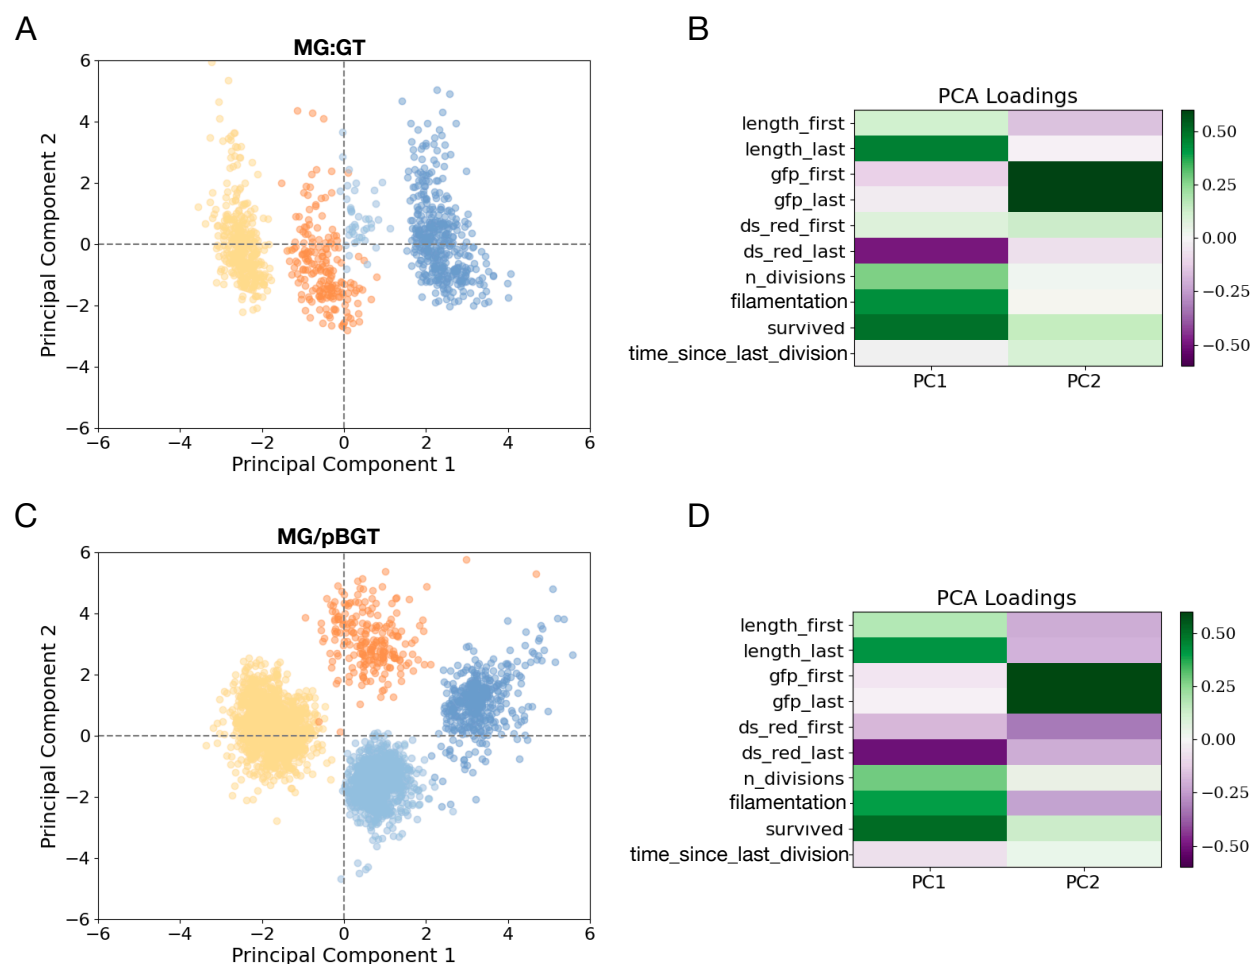 A
MG:GT
6
4
2
0
−2
−4
−6
Principal Component 2
−6 −4 −2 0 2 4 6
Principal Component 1
B
PCA Loadings
length_first
length_last
gfp_first
gfp_last
ds_red_first
ds_red_last
n_divisions
filamentation
survived
time_since_last_division
PC1 PC2
0.50
0.25
0.00
−0.25
−0.50
C
MG/pBGT
6
4
2
0
−2
−4
−6
Principal Component 2
−6 −4 −2 0 2 4 6
Principal Component 1
D
PCA Loadings
length_first
length_last
gfp_first
gfp_last
ds_red_first
ds_red_last
n_divisions
filamentation
survived
time_since_last_division
PC1 PC2
0.50
0.25
0.00
−0.25
−0.50